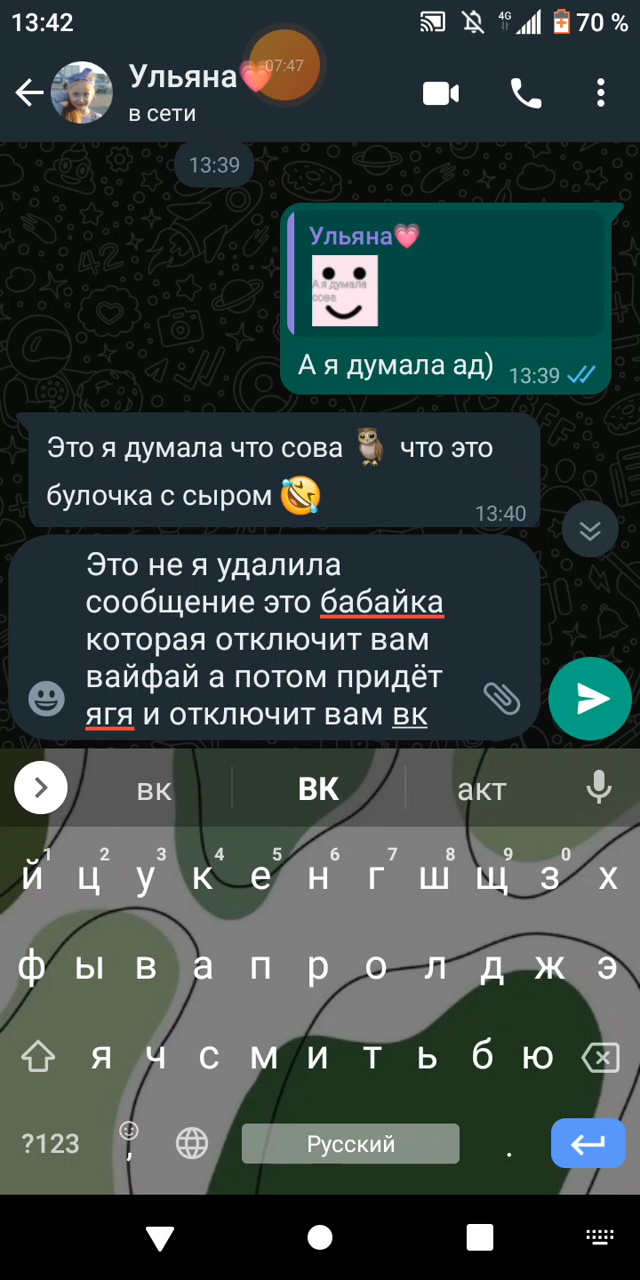 13:42
4G
70 %
07:47
Ульяна
в сети
13:39
Ульяна
А я думала
сова
А я думала ад)
13:39
Это я думала что сова что это
булочка с сыром
13:40
Это не я удалила
сообщение это бабайка
которая отключит вам
вайфай а потом придёт
ягя и отключит вам вк
вк ВК акт
1 2 3 4 5 6 7 8 9 0
й ц у к е н г ш щ з х
ф ы в а п р о л д ж э
я ч с м и т ь б ю
?123 , Русский .